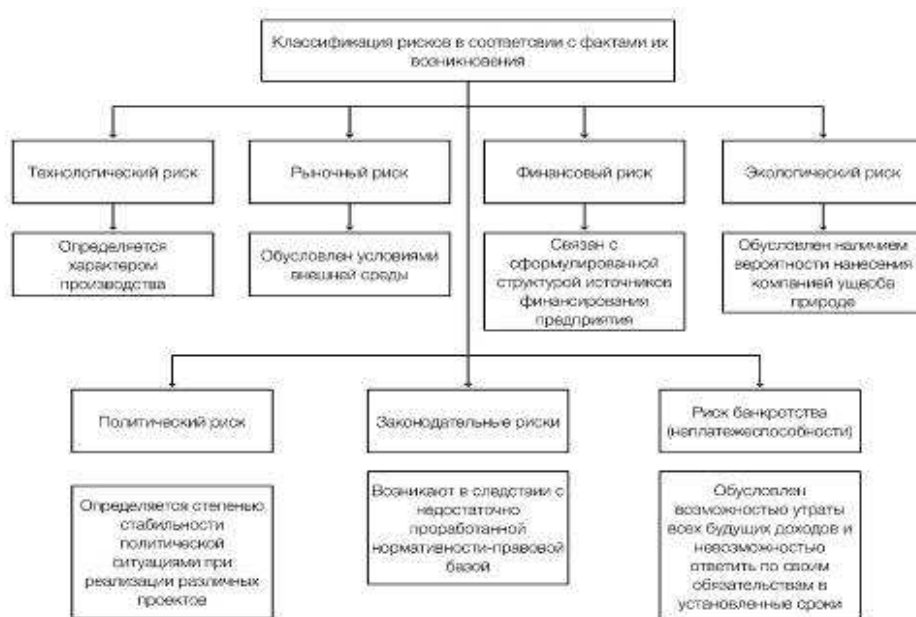 Классификация рисков в соответсвии с фактами их
возникновения
Технологический риск
Рыночный риск
Финансовый риск
Экологический риск
Определяется
характером
производства
Обусловлен условиями
внешней среды
Связан с
сформулированной
структурой источников
финансирования
предприятия
Обусловлен наличием
вероятности нанесения
компанией ущерба
природе
Политический риск
Законодательные риски
Риск банкротства
(неплатежеспособности)
Определяется степенью
стабильности
политической
ситуациями при
реализации различных
проектов
Возникают в следствии с
недостаточно
проработанной
нормативности-правовой
базой
Обусловлен
возможностью утраты
всех будущих доходов и
невозможностью
ответить по своим
обязательствам в
установленные сроки